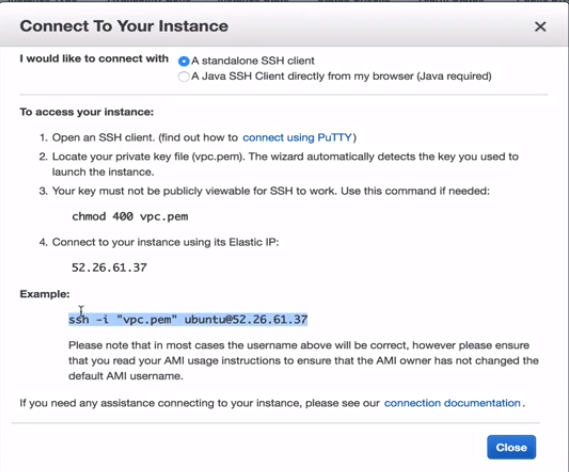 Connect To Your Instance
I would like to connect with
A standalone SSH client
A Java SSH Client directly from my browser (Java required)
To access your instance:
1. Open an SSH client. (find out how to connect using PuTTY)
2. Locate your private key file (vpc.pem). The wizard automatically detects the key you used to
launch the instance.
3. Your key must not be publicly viewable for SSH to work. Use this command if needed:
chmod 400 vpc.pem
4. Connect to your instance using its Elastic IP:
52.26.61.37
Example:
ssh -i "vpc.pem" ubuntu@52.26.61.37
Please note that in most cases the username above will be correct, however please ensure
that you read your AMI usage instructions to ensure that the AMI owner has not changed the
default AMI username.
If you need any assistance connecting to your instance, please see our connection documentation.
Close